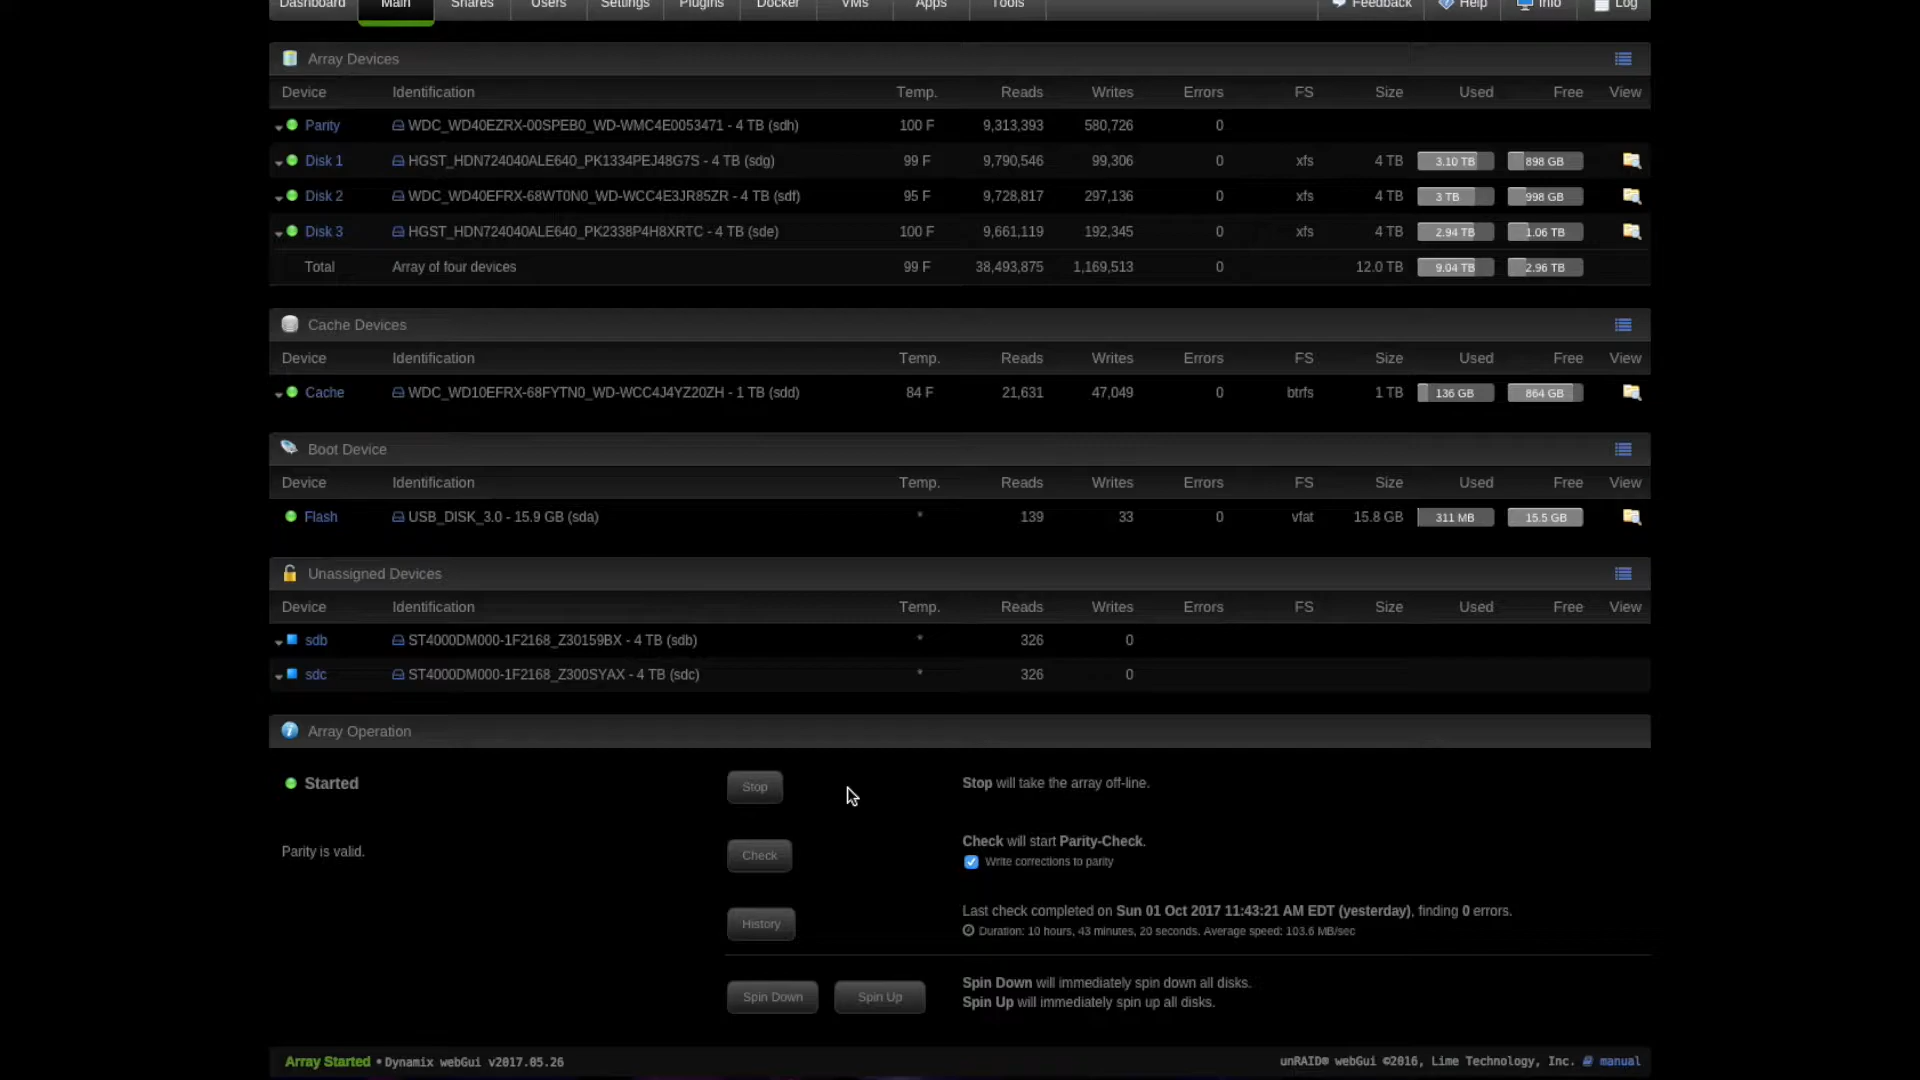 Dashboard Main Shares Users Settings Plugins Docker VMs Apps Tools Feedback Help Info Log
Array Devices
Device Identification Temp. Reads Writes Errors FS Size Used Free View
Parity WDC_WD40EZRX-00SPEB0_WD-WMC4E0053471 - 4 TB (sdh) 100 F 9,313,393 580,726 0
Disk 1 HGST_HDN724040ALE640_PK1334PEJ48G7S - 4 TB (sdg) 99 F 9,790,546 99,306 0 xfs 4 TB 3.10 TB 898 GB
Disk 2 WDC_WD40EFRX-68WT0N0_WD-WCC4E3JR85ZR - 4 TB (sdf) 95 F 9,728,817 297,136 0 xfs 4 TB 3 TB 998 GB
Disk 3 HGST_HDN724040ALE640_PK2338P4H8XRTC - 4 TB (sde) 100 F 9,661,119 192,345 0 xfs 4 TB 2.94 TB 1.06 TB
Total Array of four devices 99 F 38,493,875 1,169,513 0 12.0 TB 9.04 TB 2.96 TB
Cache Devices
Device Identification Temp. Reads Writes Errors FS Size Used Free View
Cache WDC_WD10EFRX-68FYTN0_WD-WCC4J4YZ20ZH - 1 TB (sdd) 84 F 21,631 47,049 0 btrfs 1 TB 136 GB 864 GB
Boot Device
Device Identification Temp. Reads Writes Errors FS Size Used Free View
Flash USB_DISK_3.0 - 15.9 GB (sda) * 139 33 0 vfat 15.8 GB 311 MB 15.5 GB
Unassigned Devices
Device Identification Temp. Reads Writes Errors FS Size Used Free View
sdb ST4000DM000-1F2168_Z30159BX - 4 TB (sdb) * 326 0
sdc ST4000DM000-1F2168_Z300SYAX - 4 TB (sdc) * 326 0
Array Operation
Started Stop Stop will take the array off-line.
Parity is valid. Check Check will start Parity-Check.
Write corrections to parity
History Last check completed on Sun 01 Oct 2017 11:43:21 AM EDT (yesterday), finding 0 errors.
Duration: 10 hours, 43 minutes, 20 seconds. Average speed: 103.6 MB/sec
Spin Down Spin Up Spin Down will immediately spin down all disks.
Spin Up will immediately spin up all disks.
Array Started • Dynamix webGui v2017.05.26 unRAID® webGui ©2016, Lime Technology, Inc. manual